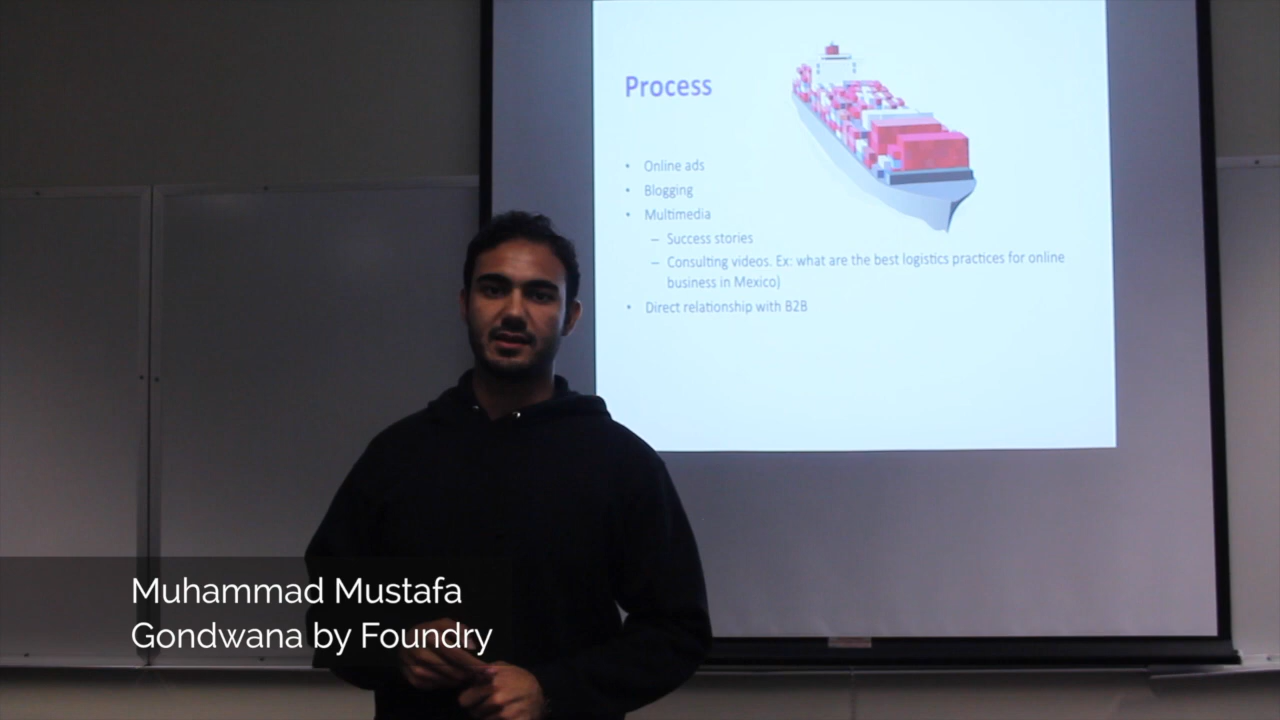 Process
• Online ads
• Blogging
• Multimedia
– Success stories
– Consulting videos. Ex: what are the best logistics practices for online
business in Mexico)
• Direct relationship with B2B
Muhammad Mustafa
Gondwana by Foundry